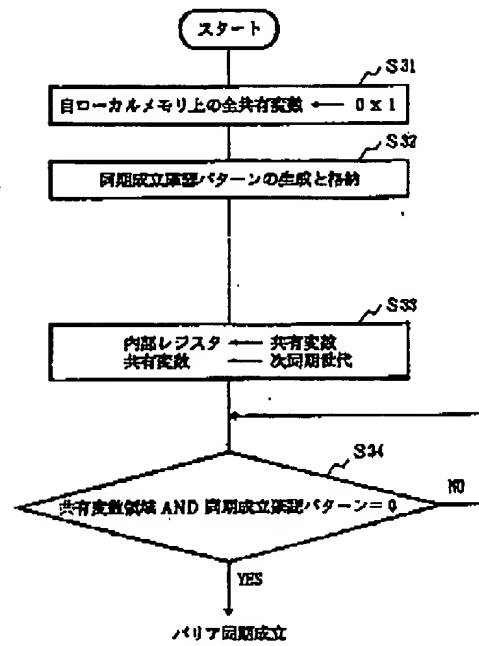 スタート
S31
自ローカルメモリ上の全共有変数 ← 0x1
S32
同期成立確認パターンの生成と格納
S33
内部レジスタ ← 共有変数
共有変数 ← 次同期世代
S34
共有変数領域 AND 同期成立確認パターン=0
NO
YES
バリア同期成立